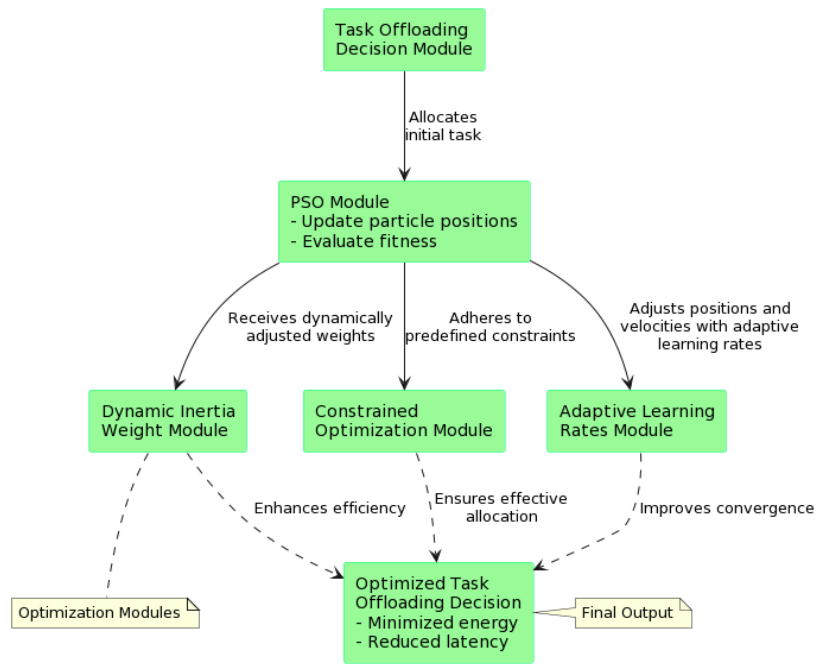 Task Offloading
Decision Module
Allocates
initial task
PSO Module
- Update particle positions
- Evaluate fitness
Receives dynamically
adjusted weights
Adheres to
predefined constraints
Adjusts positions and
velocities with adaptive
learning rates
Dynamic Inertia
Weight Module
Constrained
Optimization Module
Adaptive Learning
Rates Module
Enhances efficiency
Ensures effective
allocation
Improves convergence
Optimization Modules
Optimized Task
Offloading Decision
- Minimized energy
- Reduced latency
Final Output